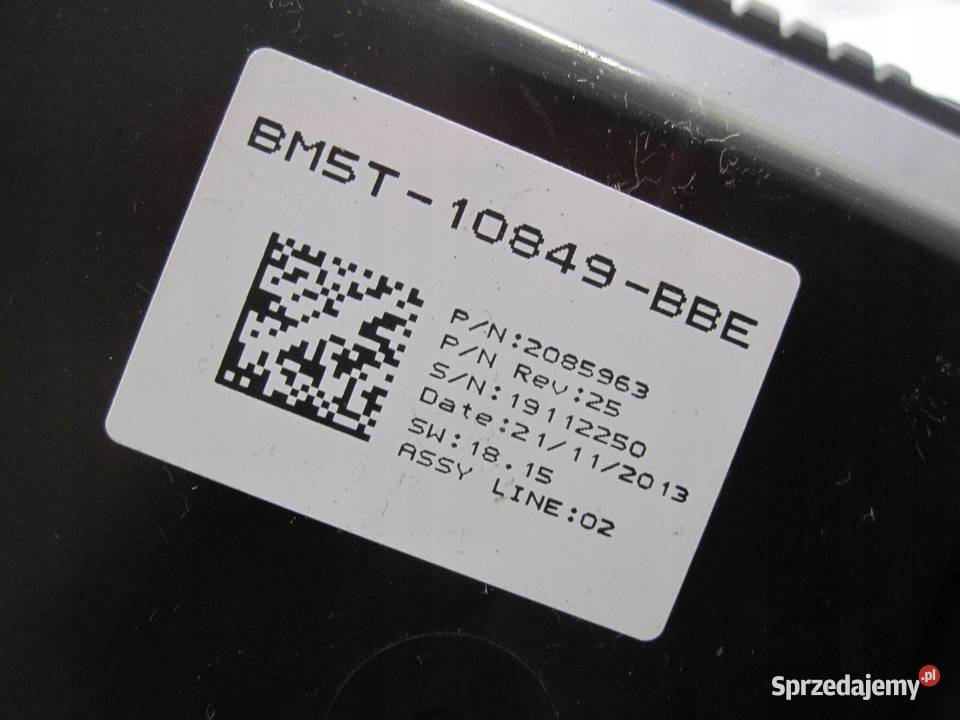 BM5T-10849-BBE
P/N:2085963
P/N Rev:25
S/N:19112250
Date:21/11/2013
SW:18.15
ASSY LINE:02
Sprzedajemy.pl